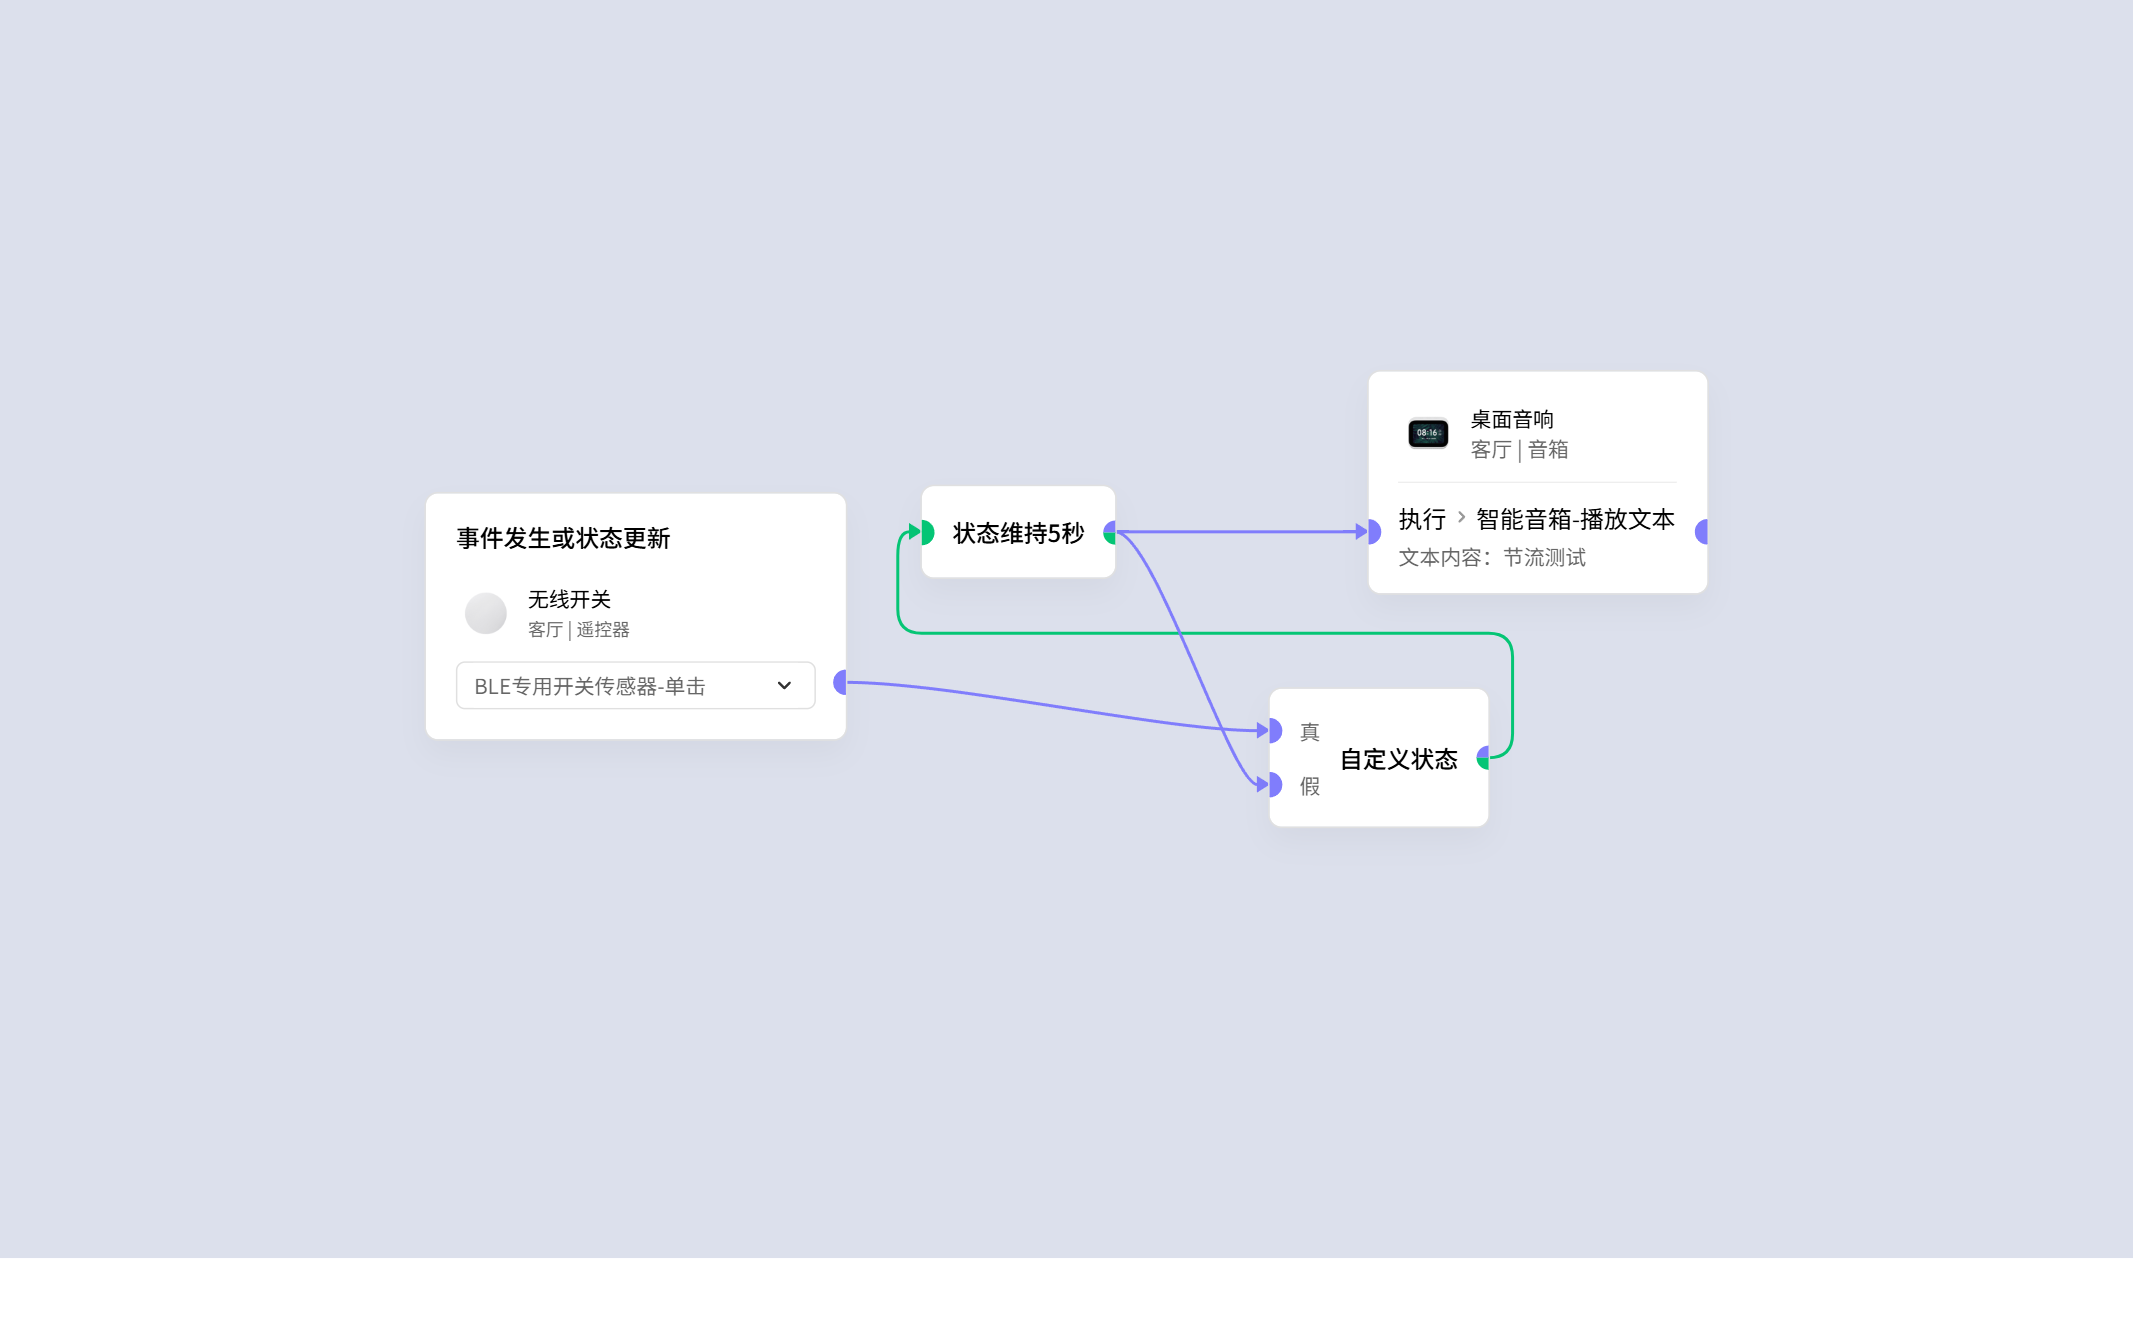 事件发生或状态更新
无线开关
客厅 | 遥控器
BLE专用开关传感器-单击
状态维持5秒
08:16
桌面音响
客厅 | 音箱
执行 > 智能音箱-播放文本
文本内容：节流测试
真
假
自定义状态